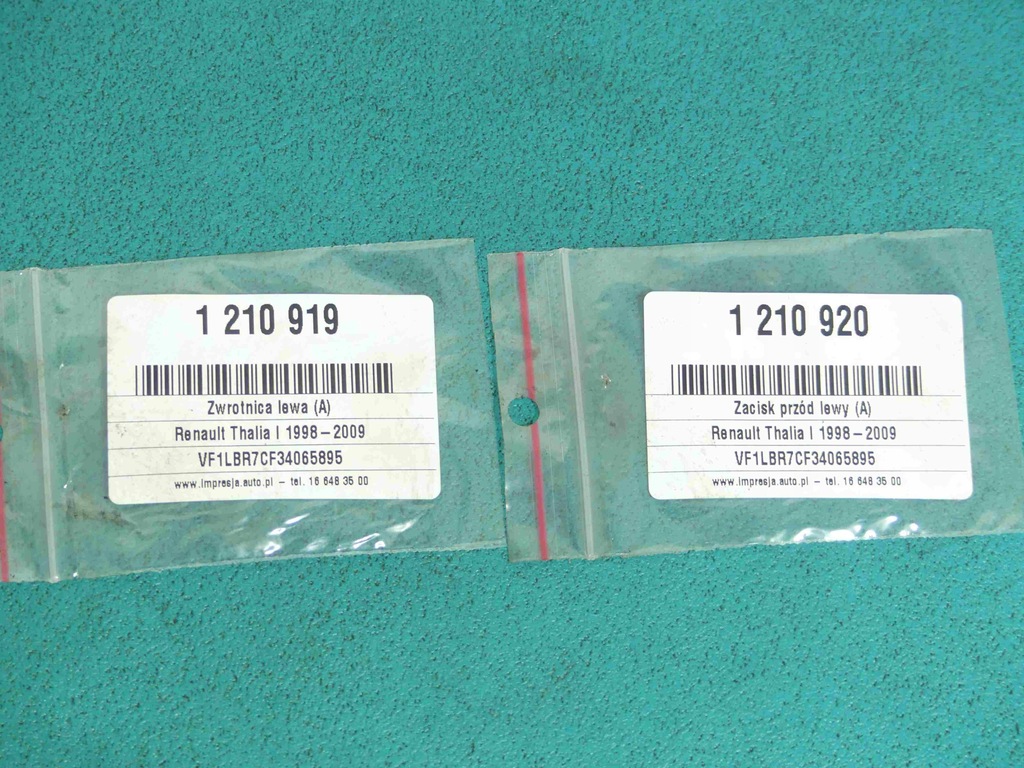 1 210 919
Zwrotnica lewa (A)
Renault Thalia I 1998-2009
VF1LBR7CF34065895
www.impresja.auto.pl – tel. 16 648 35 00
1 210 920
Zacisk przód lewy (A)
Renault Thalia I 1998-2009
VF1LBR7CF34065895
www.impresja.auto.pl – tel. 16 648 35 00